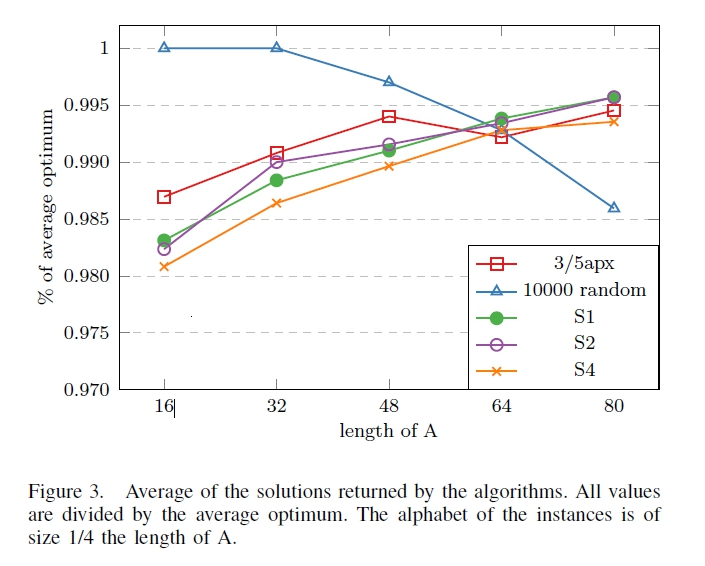 1
0.995
0.990
0.985
0.980
0.975
0.970
% of average optimum
16
32
48
64
80
length of A
3/5apx
10000 random
S1
S2
S4
Figure 3. Average of the solutions returned by the algorithms. All values
are divided by the average optimum. The alphabet of the instances is of
size 1/4 the length of A.